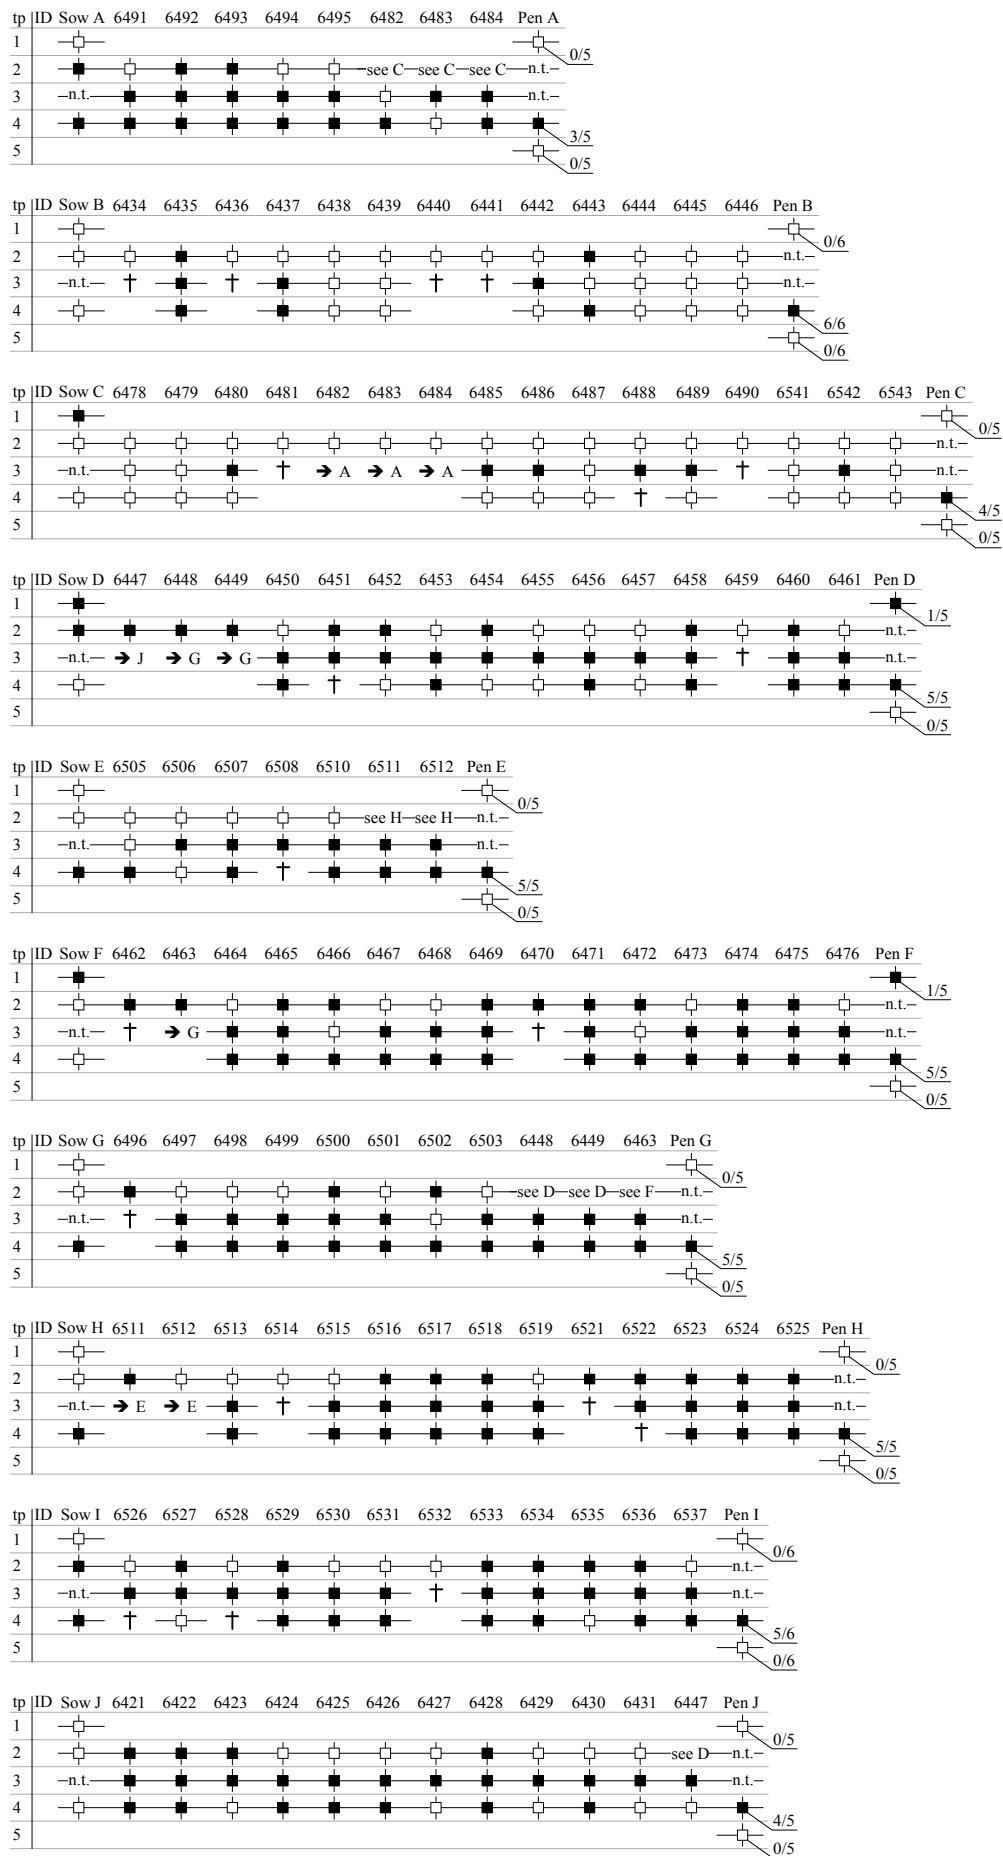 tp ID Sow A 6491 6492 6493 6494 6495 6482 6483 6484 Pen A
1
0/5
2 see C see C see C n.t.
3 n.t. n.t.
4
3/5
5
0/5
tp ID Sow B 6434 6435 6436 6437 6438 6439 6440 6441 6442 6443 6444 6445 6446 Pen B
1
0/6
2 n.t.
3 n.t. † † † † n.t.
4
6/6
5
0/6
tp ID Sow C 6478 6479 6480 6481 6482 6483 6484 6485 6486 6487 6488 6489 6490 6541 6542 6543 Pen C
1
0/5
2 n.t.
3 n.t. † ➔ A ➔ A ➔ A † n.t.
4 †
4/5
5
0/5
tp ID Sow D 6447 6448 6449 6450 6451 6452 6453 6454 6455 6456 6457 6458 6459 6460 6461 Pen D
1
1/5
2 n.t.
3 n.t. ➔ J ➔ G ➔ G † n.t.
4 †
5/5
5
0/5
tp ID Sow E 6505 6506 6507 6508 6510 6511 6512 Pen E
1
0/5
2 see H see H n.t.
3 n.t. n.t.
4 †
5/5
5
0/5
tp ID Sow F 6462 6463 6464 6465 6466 6467 6468 6469 6470 6471 6472 6473 6474 6475 6476 Pen F
1
1/5
2 n.t.
3 n.t. † ➔ G † n.t.
4
5/5
5
0/5
tp ID Sow G 6496 6497 6498 6499 6500 6501 6502 6503 6448 6449 6463 Pen G
1
0/5
2 see D see D see F n.t.
3 n.t. † n.t.
4
5/5
5
0/5
tp ID Sow H 6511 6512 6513 6514 6515 6516 6517 6518 6519 6521 6522 6523 6524 6525 Pen H
1
0/5
2 n.t.
3 n.t. ➔ E ➔ E † † n.t.
4 †
5/5
5
0/5
tp ID Sow I 6526 6527 6528 6529 6530 6531 6532 6533 6534 6535 6536 6537 Pen I
1
0/6
2 n.t.
3 n.t. † n.t.
4 † †
5/6
5
0/6
tp ID Sow J 6421 6422 6423 6424 6425 6426 6427 6428 6429 6430 6431 6447 Pen J
1
0/5
2 see D n.t.
3 n.t. n.t.
4
4/5
5
0/5